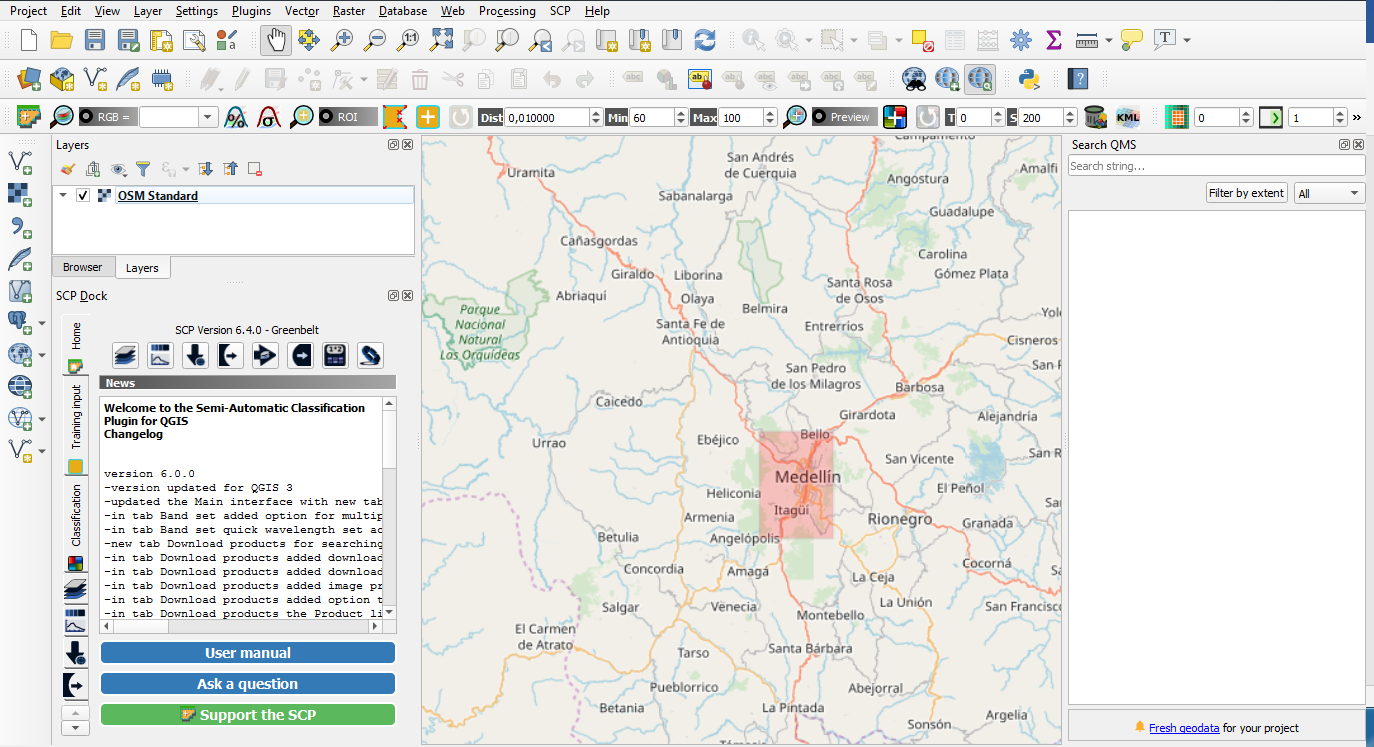 Project Edit View Layer Settings Plugins Vector Raster Database Web Processing SCP Help
RGB = ROI Dist 0,010000 Min 60 Max 100 Preview T 0 S 200 KML 0 1 »
Layers
OSM Standard
Browser Layers
SCP Dock
Home
Training input
Classification
SCP Version 6.4.0 - Greenbelt
News
Welcome to the Semi-Automatic Classification
Plugin for QGIS
Changelog
version 6.0.0
-version updated for QGIS 3
-updated the Main interface with new tab
-in tab Band set added option for multip
-in tab Band set quick wavelength set ac
-new tab Download products for searching
-in tab Download products added download
-in tab Download products added download
-in tab Download products added image pr
-in tab Download products added option t
-in tab Download products the Product li
User manual
Ask a question
Support the SCP
Uramita
San Andrés
de Cuerquia
Amalfi
Angostura
Sabanalarga
Guadalupe
Cañasgordas
Carolina
Giraldo
Liborina
Gómez Plata
Abriaquí
Olaya
Santa Rosa
de Osos
Parque
Nacional
Natural
Las Orquídeas
Belmira
Santa Fe de
Antioquia
Entrerríos
Yol
Cisneros
San Pedro
de los Milagros
San R
Barbosa
Caicedo
Girardota
Alejandría
Urrao
Ebéjico
Bello
San Vicente
San R
Medellín
El Peñol
Heliconia
Itagüí
San
Armenia
Rionegro
Granada
Betulia
Angelópolis
Cocorná
Concordia
Amagá
La Ceja
Salgar
Venecia
La Unión
San Francisco
Montebello
El Carmen
de Atrato
Tarso
Santa Bárbara
Pueblorrico
Abejorral
Betania
La Pintada
Argelia
Sonsón
Támesis
Search QMS
Search string...
Filter by extent All
Fresh geodata for your project